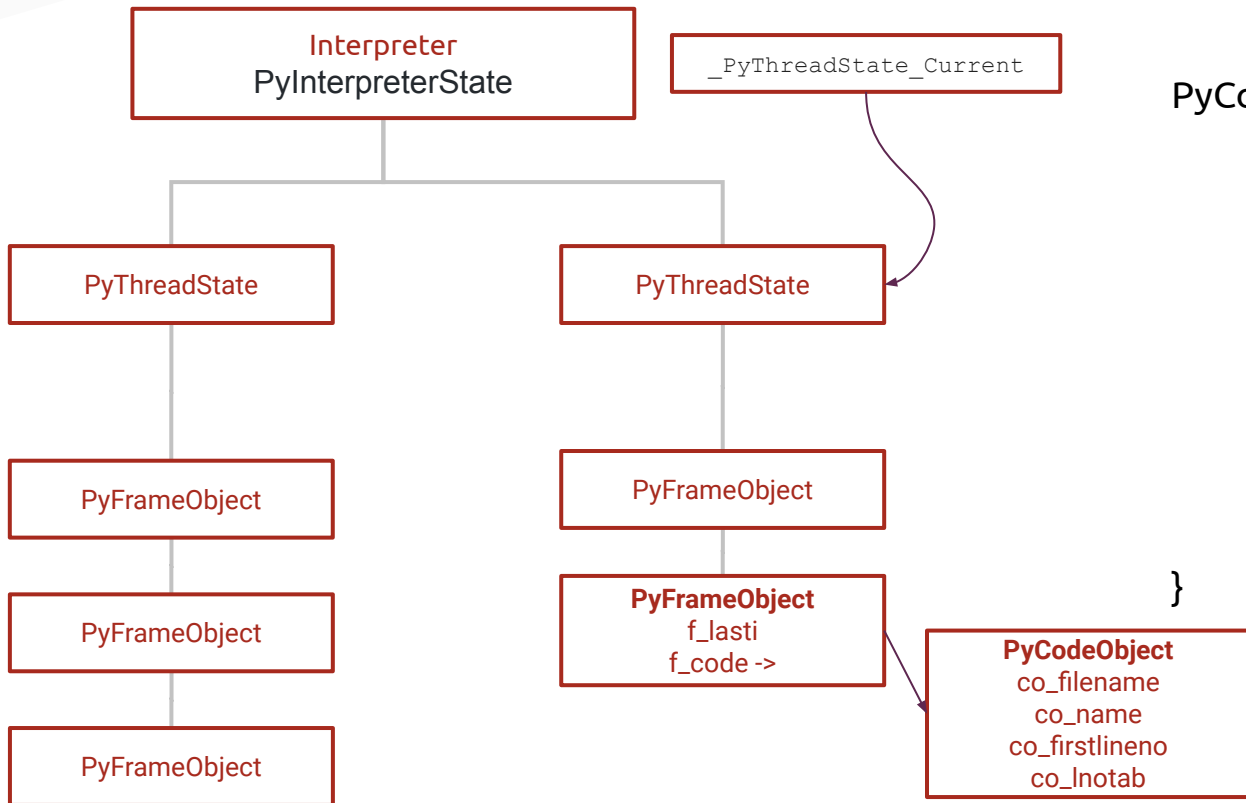 Interpreter
PyInterpreterState
_PyThreadState_Current
PyThreadState
PyThreadState
PyFrameObject
PyFrameObject
PyFrameObject
PyFrameObject
PyFrameObject
f_lasti
f_code ->
}
PyCodeObject
co_filename
co_name
co_firstlineno
co_lnotab